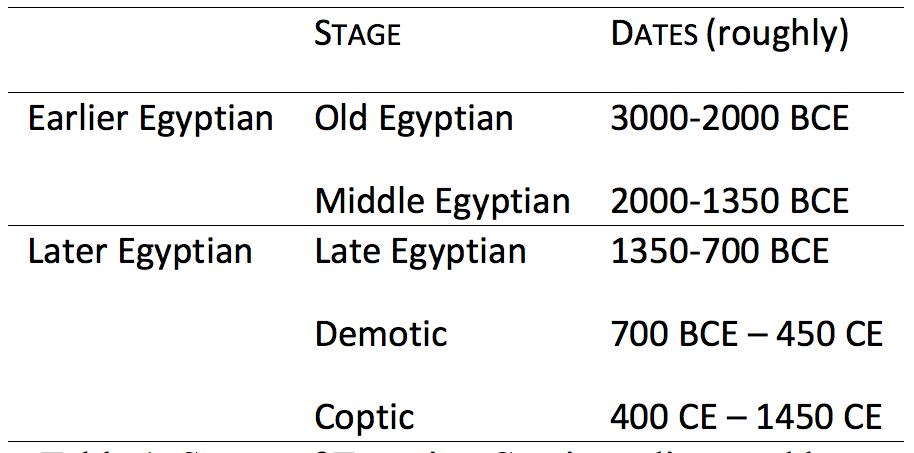 STAGE DATES (roughly)
Earlier Egyptian Old Egyptian 3000-2000 BCE
Middle Egyptian 2000-1350 BCE
Later Egyptian Late Egyptian 1350-700 BCE
Demotic 700 BCE – 450 CE
Coptic 400 CE – 1450 CE